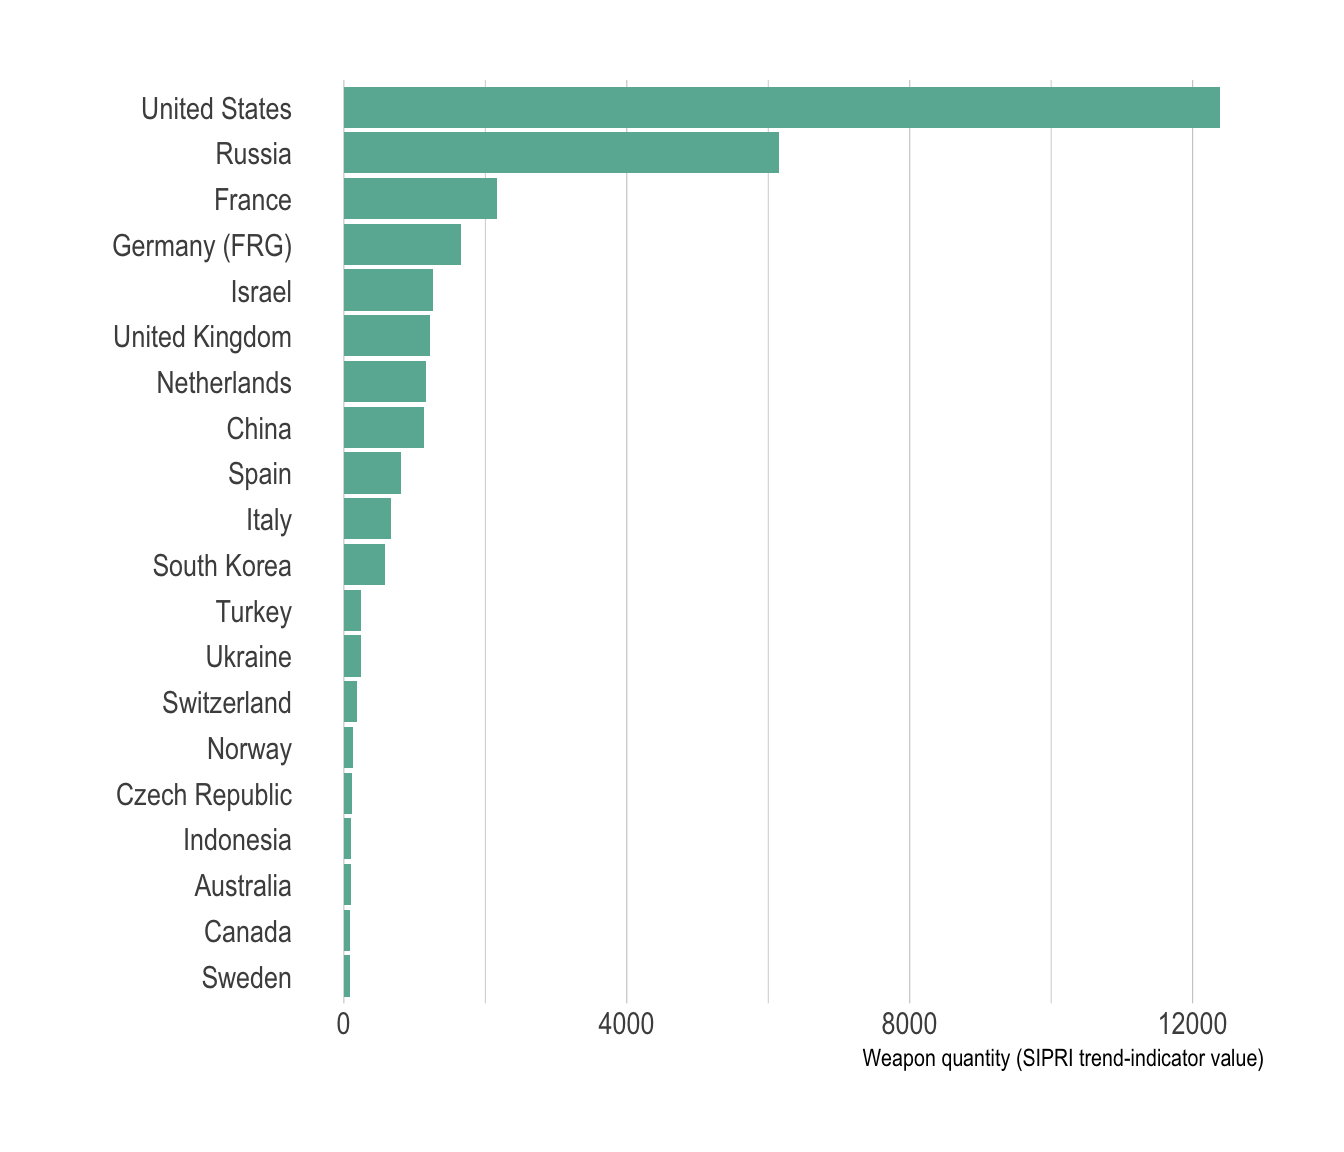 United States
Russia
France
Germany (FRG)
Israel
United Kingdom
Netherlands
China
Spain
Italy
South Korea
Turkey
Ukraine
Switzerland
Norway
Czech Republic
Indonesia
Australia
Canada
Sweden
0 4000 8000 12000
Weapon quantity (SIPRI trend-indicator value)